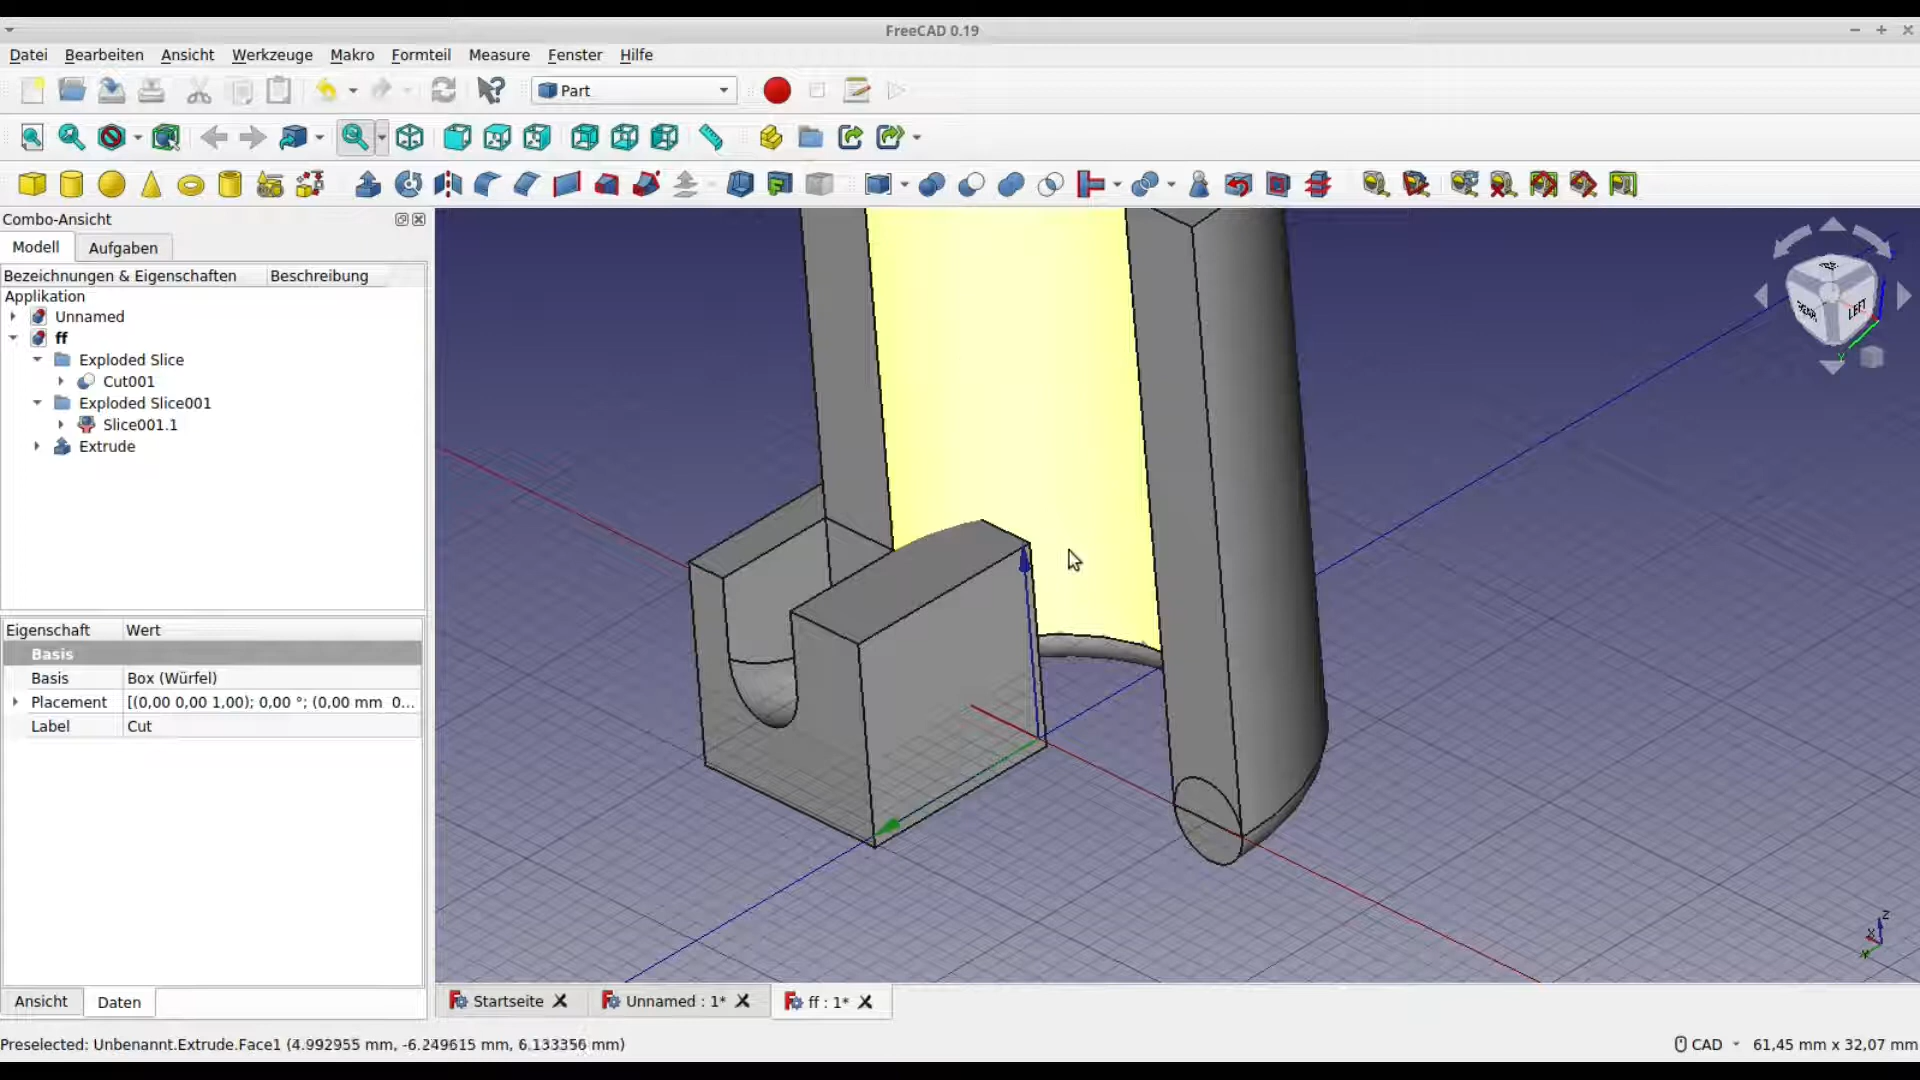 FreeCAD 0.19
Datei Bearbeiten Ansicht Werkzeuge Makro Formteil Measure Fenster Hilfe
Part
Combo-Ansicht
Modell Aufgaben
Bezeichnungen & Eigenschaften Beschreibung
Applikation
Unnamed
ff
Exploded Slice
Cut001
Exploded Slice001
Slice001.1
Extrude
Eigenschaft Wert
Basis
Basis Box (Würfel)
Placement [(0,00 0,00 1,00); 0,00 °; (0,00 mm 0...
Label Cut
REAR LEFT
Y
Z
X
Y
Ansicht Daten
Startseite Unnamed : 1* ff : 1*
Preselected: Unbenannt.Extrude.Face1 (4.992955 mm, -6.249615 mm, 6.133356 mm)
CAD 61,45 mm x 32,07 mm